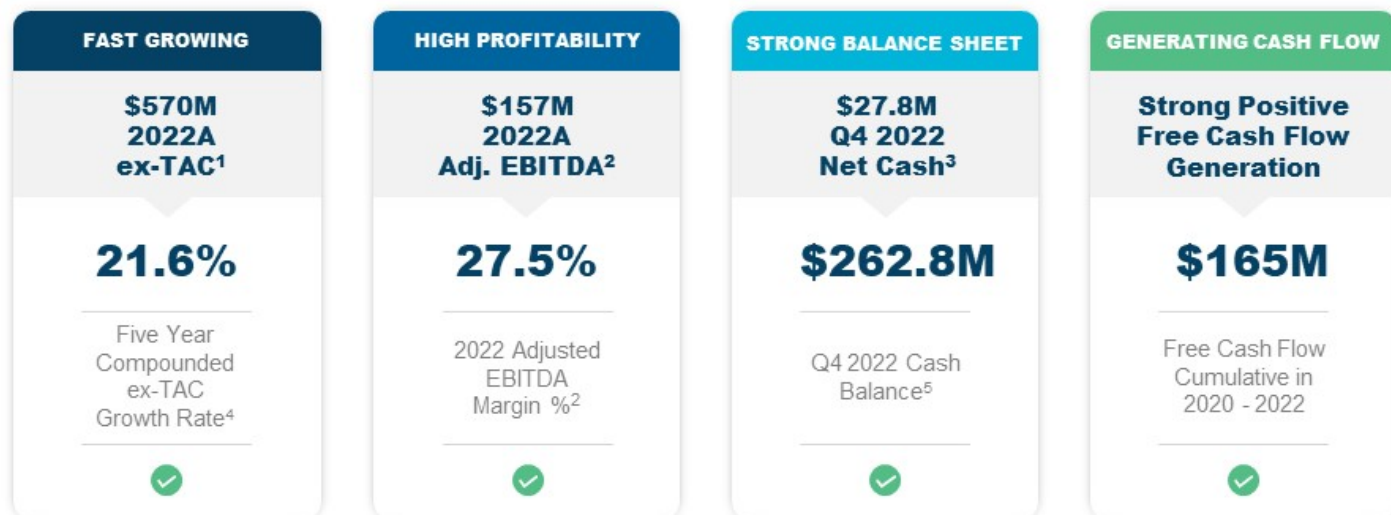 FAST GROWING
$570M
2022A
ex-TAC¹
21.6%
Five Year
Compounded
ex-TAC
Growth Rate⁴
HIGH PROFITABILITY
$157M
2022A
Adj. EBITDA²
27.5%
2022 Adjusted
EBITDA
Margin %²
STRONG BALANCE SHEET
$27.8M
Q4 2022
Net Cash³
$262.8M
Q4 2022 Cash
Balance⁵
GENERATING CASH FLOW
Strong Positive
Free Cash Flow
Generation
$165M
Free Cash Flow
Cumulative in
2020 - 2022